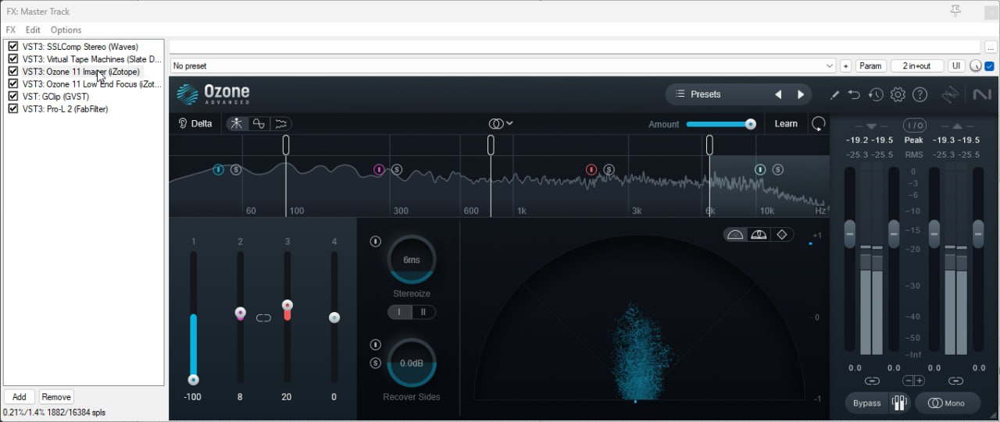 FX: Master Track
FX Edit Options
VST3: SSLComp Stereo (Waves)
VST3: Virtual Tape Machines (Slate D...
VST3: Ozone 11 Imager (iZotope)
VST3: Ozone 11 Low End Focus (iZot...
VST: GClip (GVST)
VST3: Pro-L 2 (FabFilter)
Add Remove
0.21%/1.4% 1882/16384 spls
...
No preset + Param 2 in+out UI
Ozone
ADVANCED
Presets
Delta Amount Learn
S S S S
60 100 300 600 1k 3k 6k 10k Hz
1 2 3 4
-100 8 20 0
6ms
Stereoize
I II
S
0.0dB
Recover Sides
+1
0
-1
I/O
-19.2 -19.5 Peak -19.3 -19.5
-25.3 -25.5 RMS -25.3 -25.5
0
-3
-6
-10
-15
-20
-30
-40
-50
-Inf
0.0 0.0 0.0 0.0
Bypass Mono